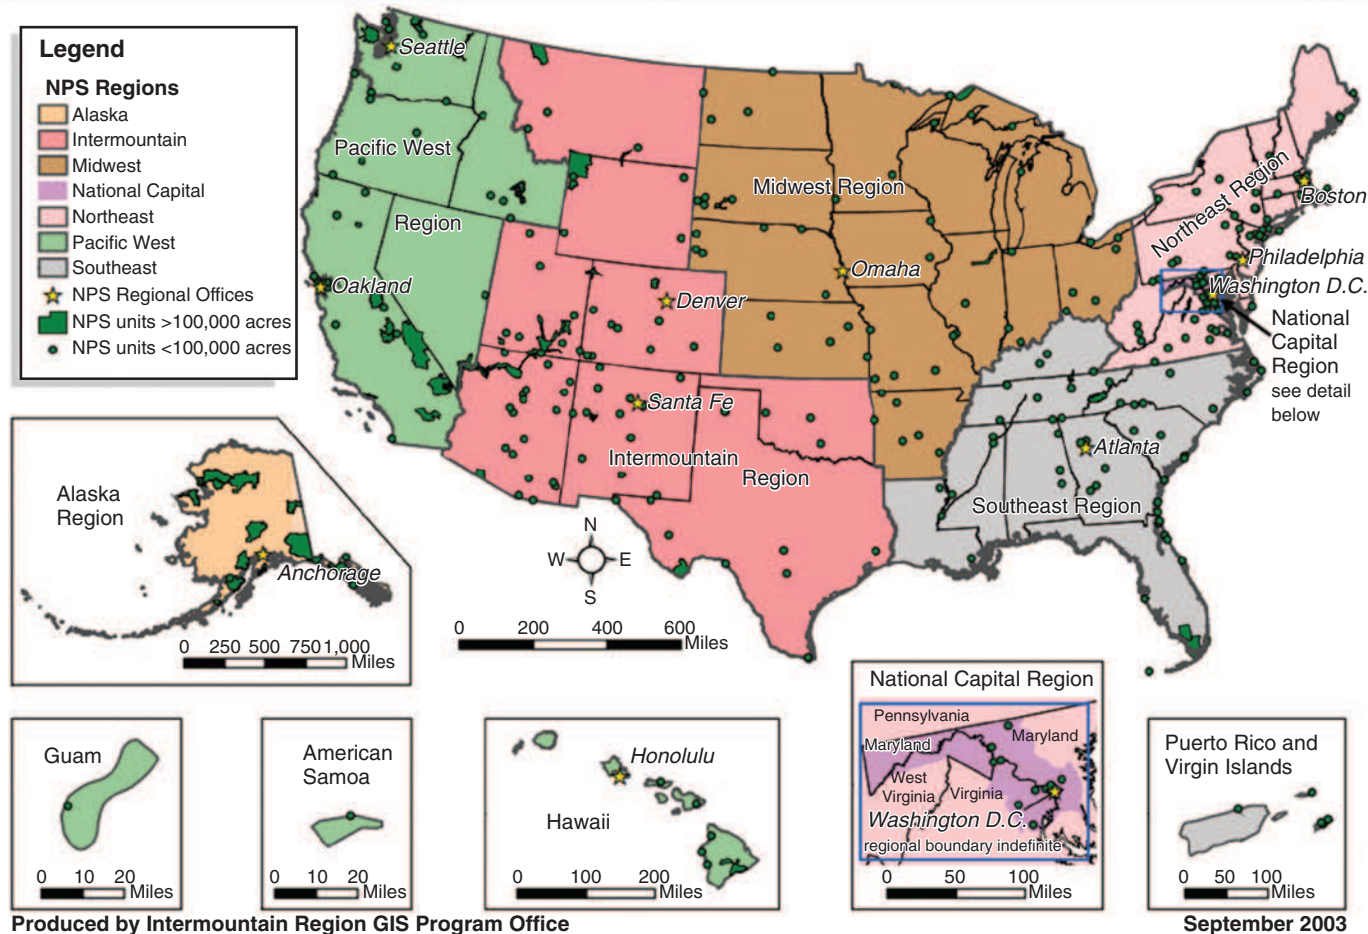 Legend
NPS Regions
Alaska
Intermountain
Midwest
National Capital
Northeast
Pacific West
Southeast
NPS Regional Offices
NPS units >100,000 acres
NPS units <100,000 acres
Seattle
Pacific West
Region
Oakland
Midwest Region
Omaha
Denver
Santa Fe
Intermountain
Region
Northeast Region
Boston
Philadelphia
Washington D.C.
National
Capital
Region
see detail
below
Atlanta
Southeast Region
N
W E
S
0 200 400 600
Miles
Alaska
Region
Anchorage
0 250 500 750 1,000
Miles
Guam
0 10 20
Miles
American
Samoa
0 10 20
Miles
Honolulu
Hawaii
0 100 200
Miles
National Capital Region
Pennsylvania
Maryland
Maryland
West
Virginia
Virginia
Washington D.C.
regional boundary indefinite
0 50 100
Miles
Puerto Rico and
Virgin Islands
0 50 100
Miles
Produced by Intermountain Region GIS Program Office
September 2003